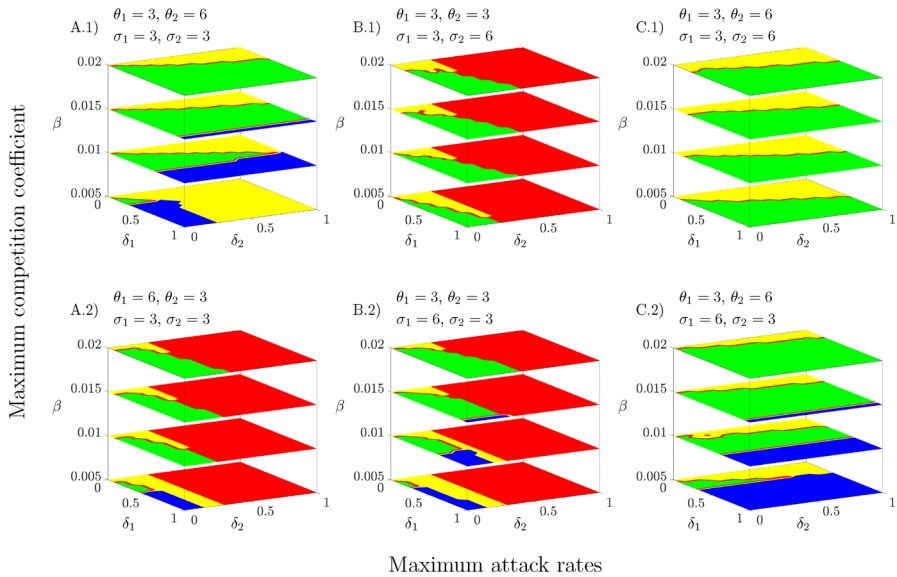 A.1) θ₁ = 3, θ₂ = 6
σ₁ = 3, σ₂ = 3
0.02
0.015
β
0.01
0.005
0
0.5
1
δ₁
0
0.5
1
δ₂
B.1) θ₁ = 3, θ₂ = 3
σ₁ = 3, σ₂ = 6
0.02
0.015
β
0.01
0.005
0
0.5
1
δ₁
0
0.5
1
δ₂
C.1) θ₁ = 3, θ₂ = 6
σ₁ = 3, σ₂ = 6
0.02
0.015
β
0.01
0.005
0
0.5
1
δ₁
0
0.5
1
δ₂
Maximum competition coefficient
A.2) θ₁ = 6, θ₂ = 3
σ₁ = 3, σ₂ = 3
0.02
0.015
β
0.01
0.005
0
0.5
1
δ₁
0
0.5
1
δ₂
B.2) θ₁ = 3, θ₂ = 3
σ₁ = 6, σ₂ = 3
0.02
0.015
β
0.01
0.005
0
0.5
1
δ₁
0
0.5
1
δ₂
C.2) θ₁ = 3, θ₂ = 6
σ₁ = 6, σ₂ = 3
0.02
0.015
β
0.01
0.005
0
0.5
1
δ₁
0
0.5
1
δ₂
Maximum attack rates